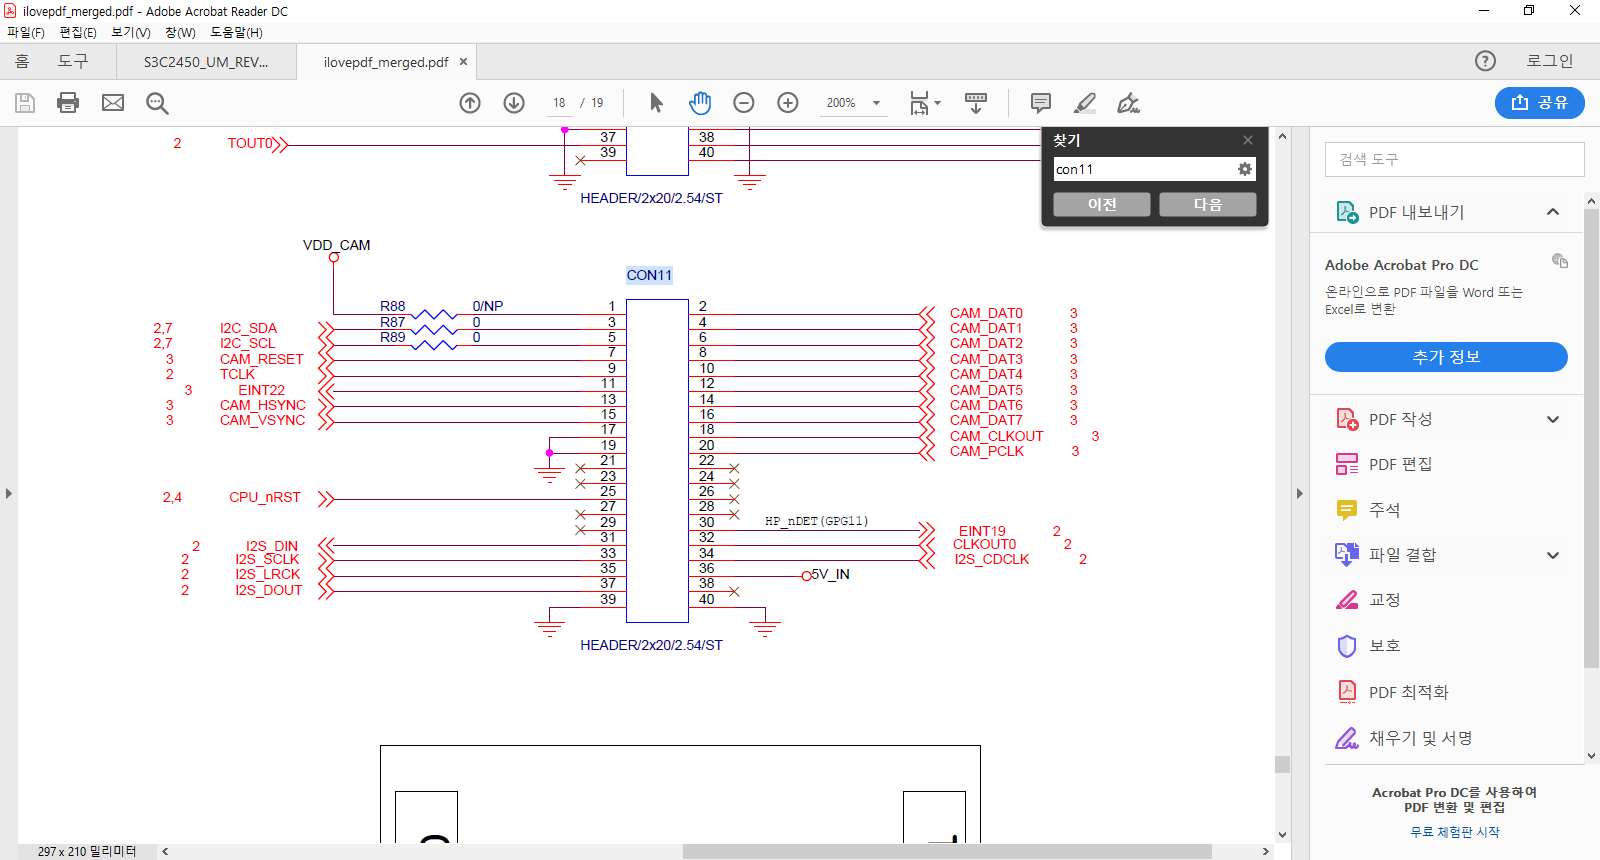 ilovepdf_merged.pdf - Adobe Acrobat Reader DC
파일(F) 편집(E) 보기(V) 창(W) 도움말(H)
홈 도구 S3C2450_UM_REV... ilovepdf_merged.pdf × ? 로그인
18 / 19 200% 공유
2 TOUT0 37 38
39 40
HEADER/2x20/2.54/ST
찾기
con11
이전 다음
VDD_CAM
CON11
R88 0/NP 1 2 CAM_DAT0 3
2,7 I2C_SDA R87 0 3 4 CAM_DAT1 3
2,7 I2C_SCL R89 0 5 6 CAM_DAT2 3
3 CAM_RESET 7 8 CAM_DAT3 3
2 TCLK 9 10 CAM_DAT4 3
3 EINT22 11 12 CAM_DAT5 3
3 CAM_HSYNC 13 14 CAM_DAT6 3
3 CAM_VSYNC 15 16 CAM_DAT7 3
17 18 CAM_CLKOUT 3
19 20 CAM_PCLK 3
21 22
23 24
2,4 CPU_nRST 25 26
27 28
29 30 HP_nDET(GPG11) EINT19 2
2 I2S_DIN 31 32 CLKOUT0 2
2 I2S_SCLK 33 34 I2S_CDCLK 2
2 I2S_LRCK 35 36 5V_IN
2 I2S_DOUT 37 38
39 40
HEADER/2x20/2.54/ST
297 x 210 밀리미터
검색 도구
PDF 내보내기
Adobe Acrobat Pro DC
온라인으로 PDF 파일을 Word 또는
Excel로 변환
추가 정보
PDF 작성
PDF 편집
주석
파일 결합
교정
보호
PDF 최적화
채우기 및 서명
Acrobat Pro DC를 사용하여
PDF 변환 및 편집
무료 체험판 시작